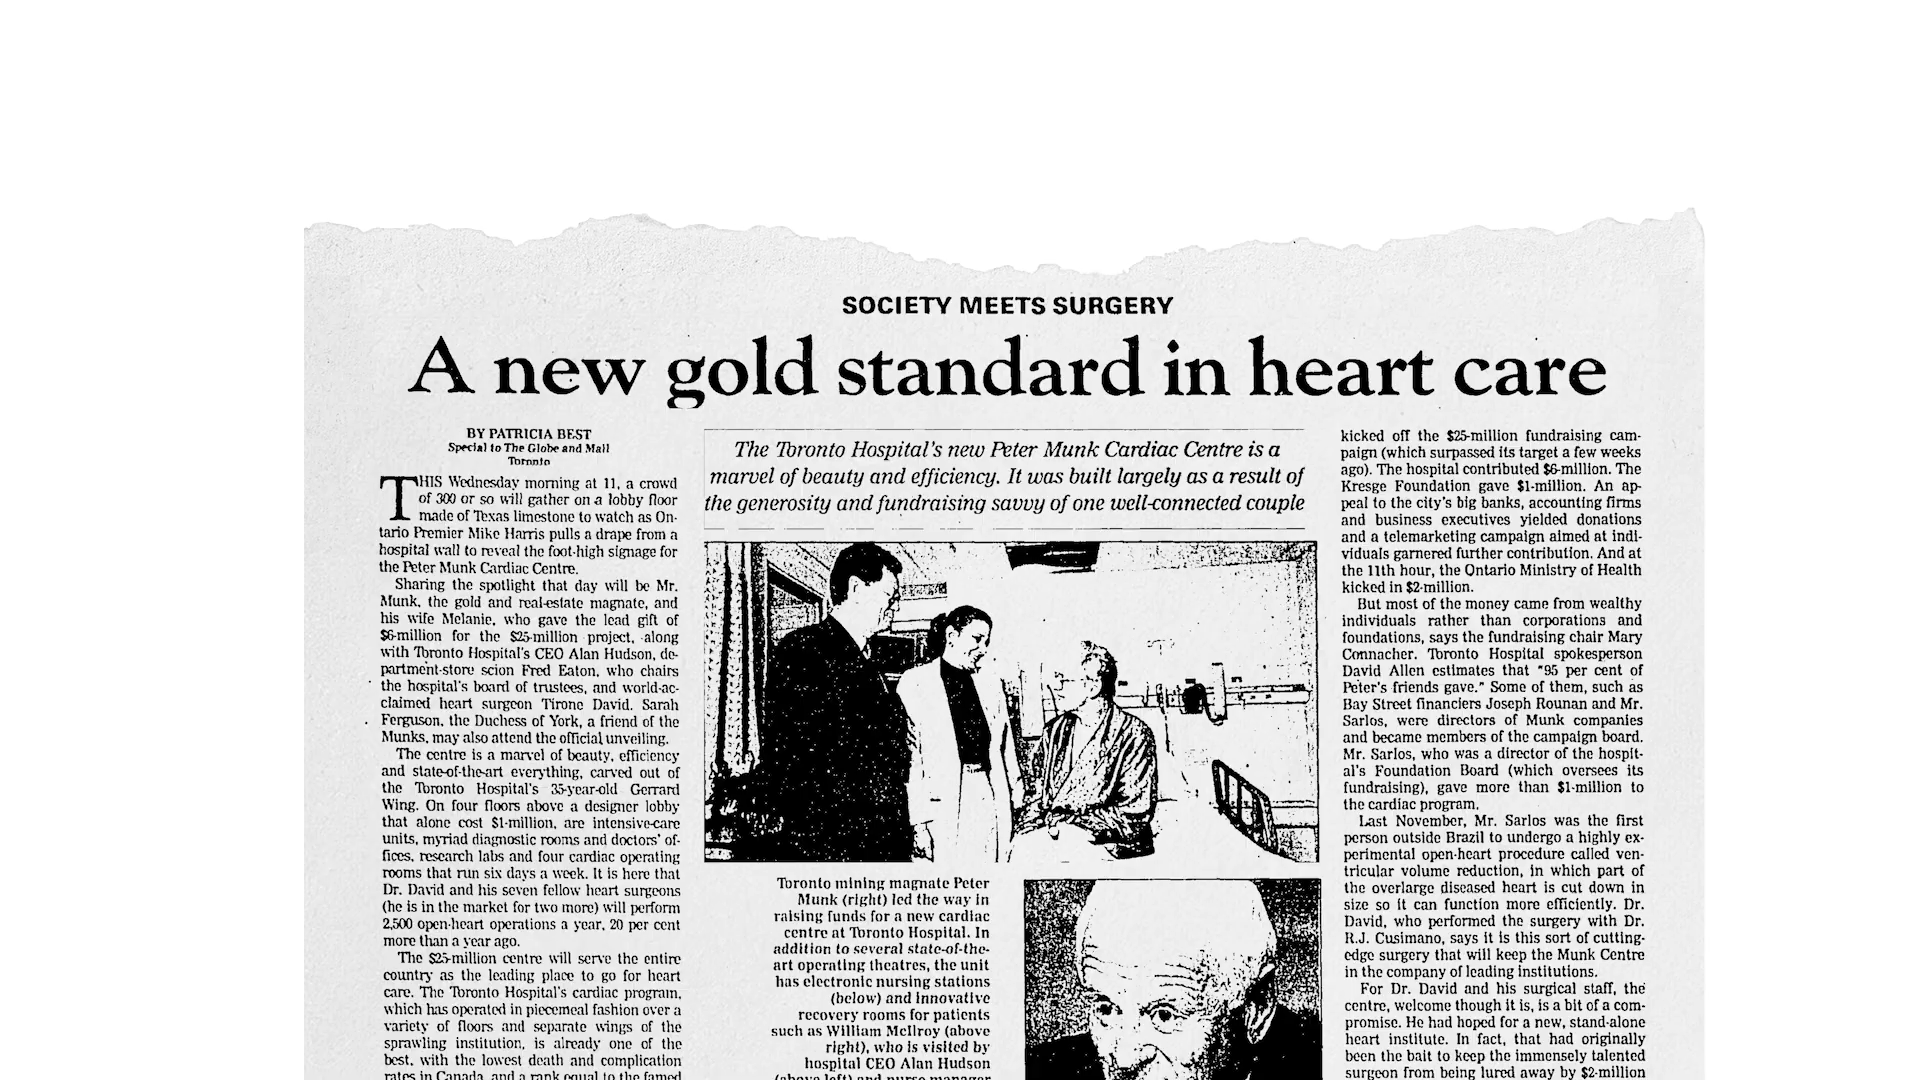 SOCIETY MEETS SURGERY
A new gold standard in heart care
BY PATRICIA BEST
Special to The Globe and Mail
Toronto
THIS Wednesday morning at 11, a crowd
of 300 or so will gather on a lobby floor
made of Texas limestone to watch as On-
tario Premier Mike Harris pulls a drape from a
hospital wall to reveal the foot-high signage for
the Peter Munk Cardiac Centre.
Sharing the spotlight that day will be Mr.
Munk, the gold and real-estate magnate, and
his wife Melanie, who gave the lead gift of
$6-million for the $25-million project, along
with Toronto Hospital's CEO Alan Hudson, de-
partment-store scion Fred Eaton, who chairs
the hospital's board of trustees, and world-ac-
claimed heart surgeon Tirone David. Sarah
Ferguson, the Duchess of York, a friend of the
Munks, may also attend the official unveiling.
The centre is a marvel of beauty, efficiency
and state-of-the-art everything, carved out of
the Toronto Hospital's 35-year-old Gerrard
Wing. On four floors above a designer lobby
that alone cost $1-million, are intensive-care
units, myriad diagnostic rooms and doctors' of-
fices, research labs and four cardiac operating
rooms that run six days a week. It is here that
Dr. David and his seven fellow heart surgeons
(he is in the market for two more) will perform
2,500 open-heart operations a year, 20 per cent
more than a year ago.
The $25-million centre will serve the entire
country as the leading place to go for heart
care. The Toronto Hospital's cardiac program,
which has operated in piecemeal fashion over a
variety of floors and separate wings of the
sprawling institution, is already one of the
best, with the lowest death and complication
rates in Canada, and a rank equal to the famed
The Toronto Hospital's new Peter Munk Cardiac Centre is a
marvel of beauty and efficiency. It was built largely as a result of
the generosity and fundraising savvy of one well-connected couple
Toronto mining magnate Peter
Munk (right) led the way in
raising funds for a new cardiac
centre at Toronto Hospital. In
addition to several state-of-the-
art operating theatres, the unit
has electronic nursing stations
(below) and innovative
recovery rooms for patients
such as William McIlroy (above
right), who is visited by
hospital CEO Alan Hudson
(above left) and nurse manager
kicked off the $25-million fundraising cam-
paign (which surpassed its target a few weeks
ago). The hospital contributed $6-million. The
Kresge Foundation gave $1-million. An ap-
peal to the city's big banks, accounting firms
and business executives yielded donations
and a telemarketing campaign aimed at indi-
viduals garnered further contribution. And at
the 11th hour, the Ontario Ministry of Health
kicked in $2-million.
But most of the money came from wealthy
individuals rather than corporations and
foundations, says the fundraising chair Mary
Connacher. Toronto Hospital spokesperson
David Allen estimates that "95 per cent of
Peter's friends gave." Some of them, such as
Bay Street financiers Joseph Rounan and Mr.
Sarlos, were directors of Munk companies
and became members of the campaign board.
Mr. Sarlos, who was a director of the hospit-
al's Foundation Board (which oversees its
fundraising), gave more than $1-million to
the cardiac program.
Last November, Mr. Sarlos was the first
person outside Brazil to undergo a highly ex-
perimental open-heart procedure called ven-
tricular volume reduction, in which part of
the overlarge diseased heart is cut down in
size so it can function more efficiently. Dr.
David, who performed the surgery with Dr.
R.J. Cusimano, says it is this sort of cutting-
edge surgery that will keep the Munk Centre
in the company of leading institutions.
For Dr. David and his surgical staff, the
centre, welcome though it is, is a bit of a com-
promise. He had hoped for a new, stand-alone
heart institute. In fact, that had originally
been the bait to keep the immensely talented
surgeon from being lured away by $2-million